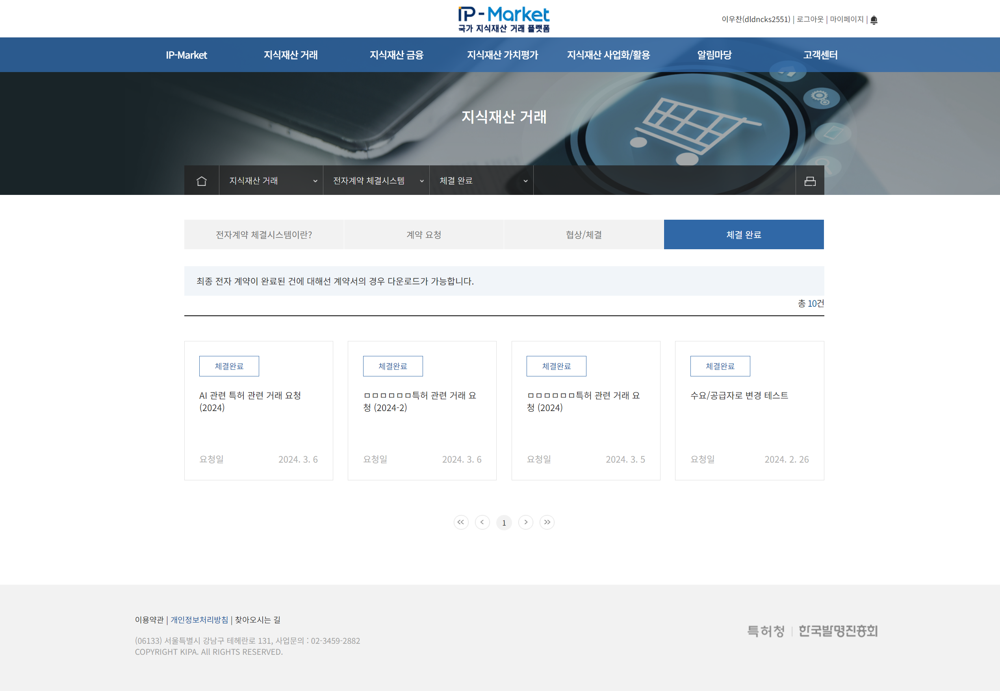 IP-Market
국가 지식재산 거래 플랫폼
이우찬(dldncks2551) | 로그아웃 | 마이페이지 |
IP-Market 지식재산 거래 지식재산 금융 지식재산 가치평가 지식재산 사업화/활용 알림마당 고객센터
지식재산 거래
지식재산 거래 전자계약 체결시스템 체결 완료
전자계약 체결시스템이란? 계약 요청 협상/체결 체결 완료
최종 전자 계약이 완료된 건에 대해선 계약서의 경우 다운로드가 가능합니다.
총 10건
체결완료
AI 관련 특허 관련 거래 요청
(2024)
요청일 2024. 3. 6
체결완료
ㅁㅁㅁㅁㅁㅁ특허 관련 거래 요
청 (2024-2)
요청일 2024. 3. 6
체결완료
ㅁㅁㅁㅁㅁㅁ특허 관련 거래 요
청 (2024)
요청일 2024. 3. 5
체결완료
수요/공급자로 변경 테스트
요청일 2024. 2. 26
1
이용약관 | 개인정보처리방침 | 찾아오시는 길
(06133) 서울특별시 강남구 테헤란로 131, 사업문의 : 02-3459-2882
COPYRIGHT KIPA. All RIGHTS RESERVED.
특허청 | 한국발명진흥회